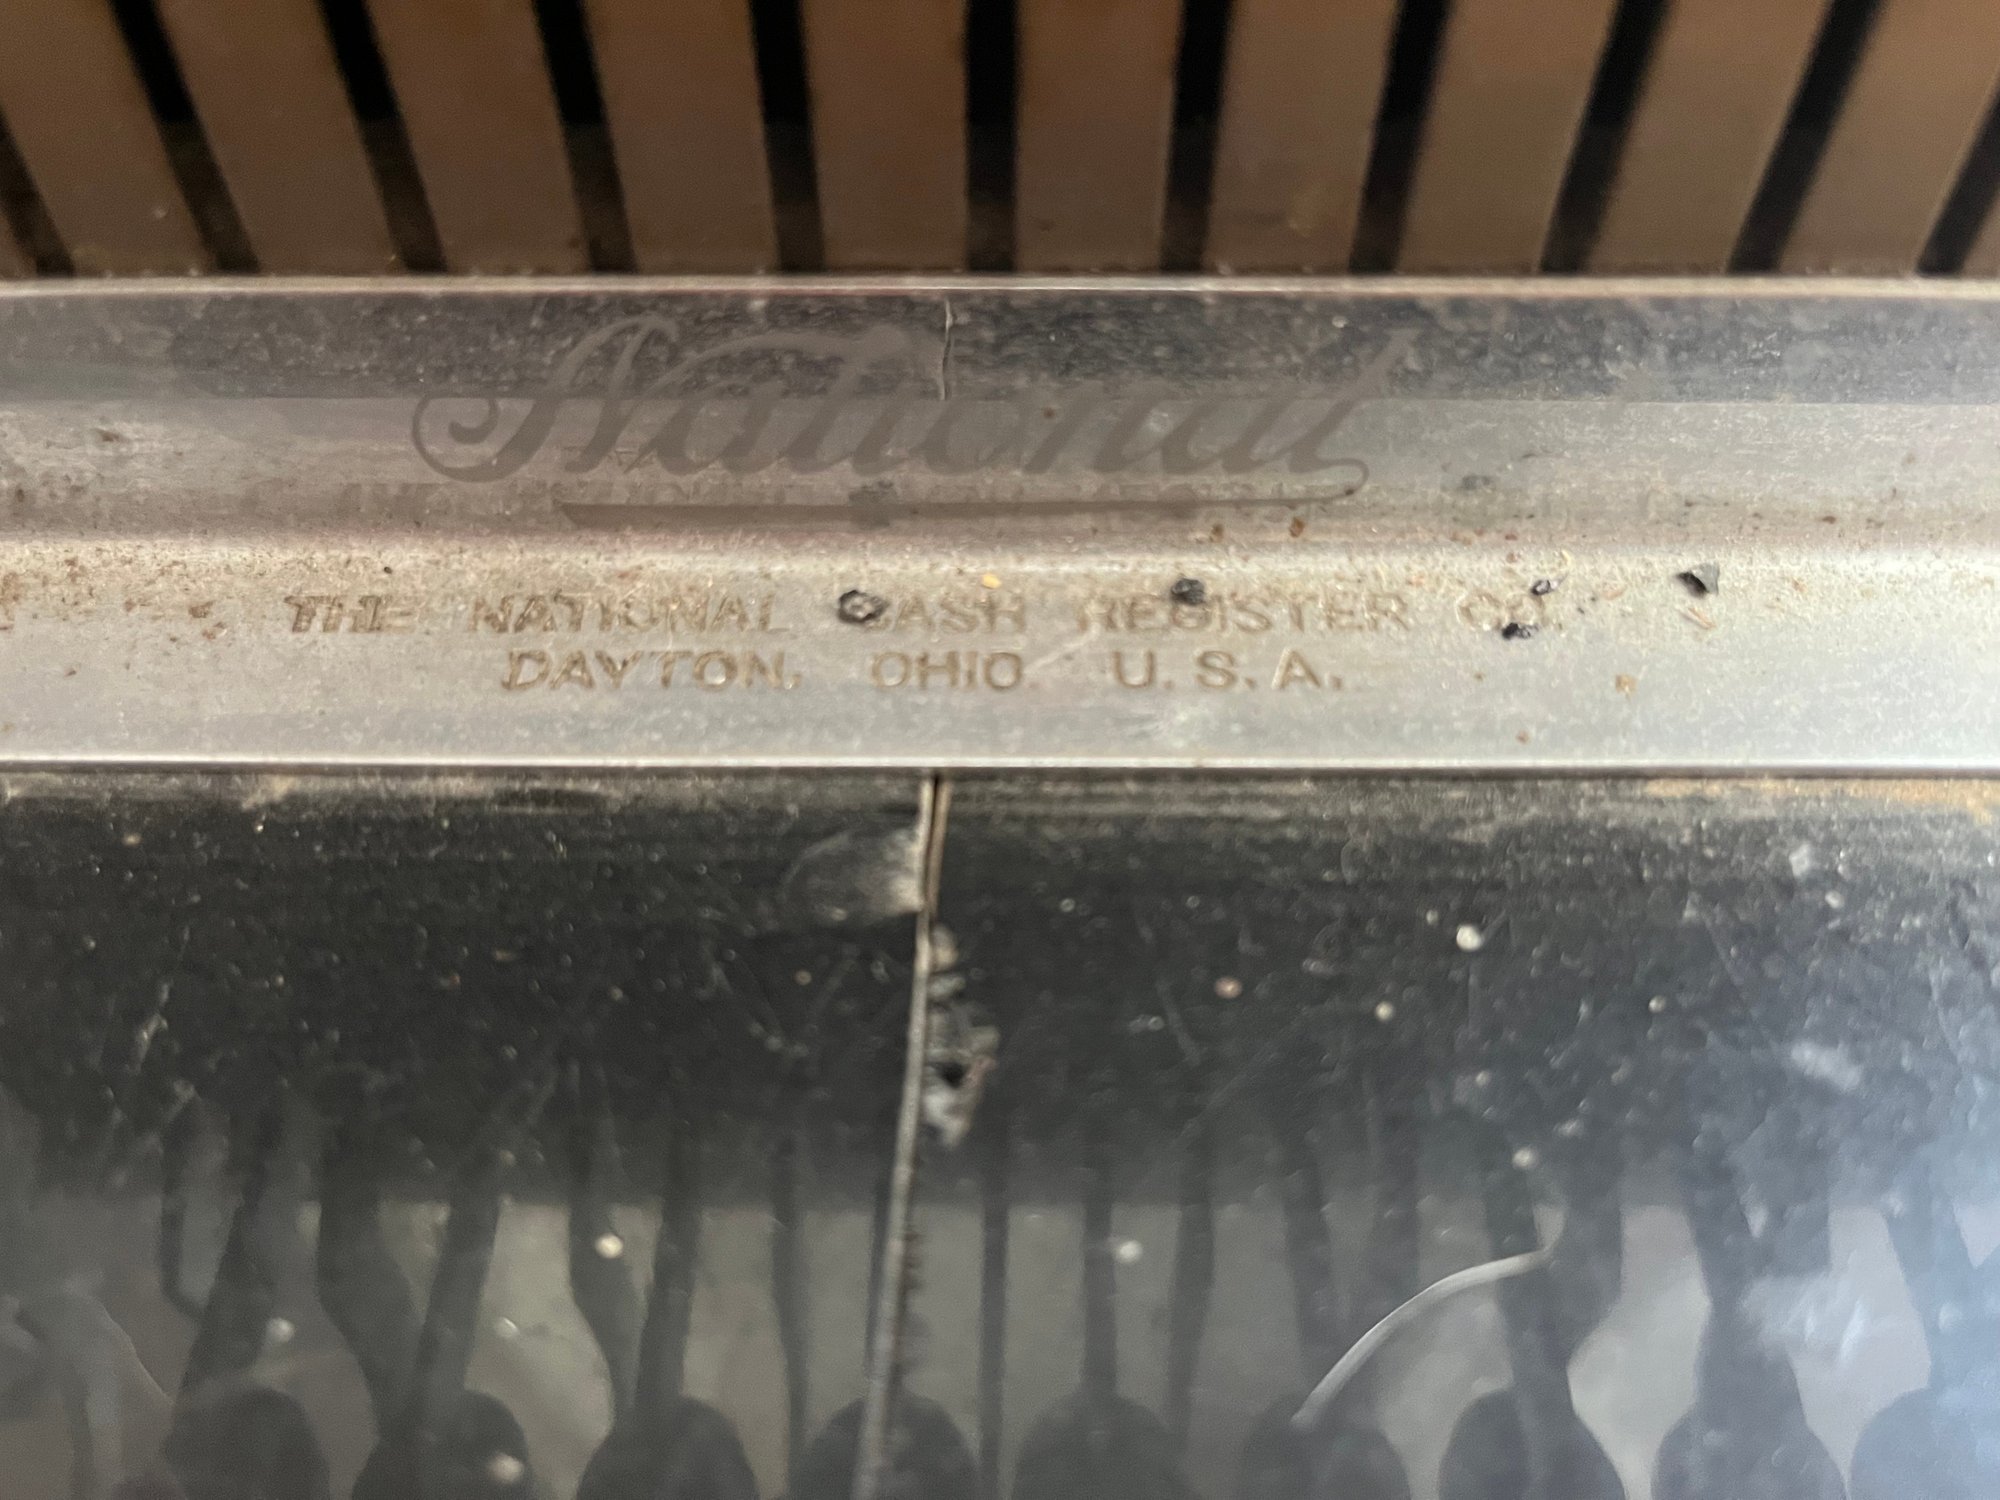 National
THE NATIONAL CASH REGISTER CO.
DAYTON, OHIO U.S.A.